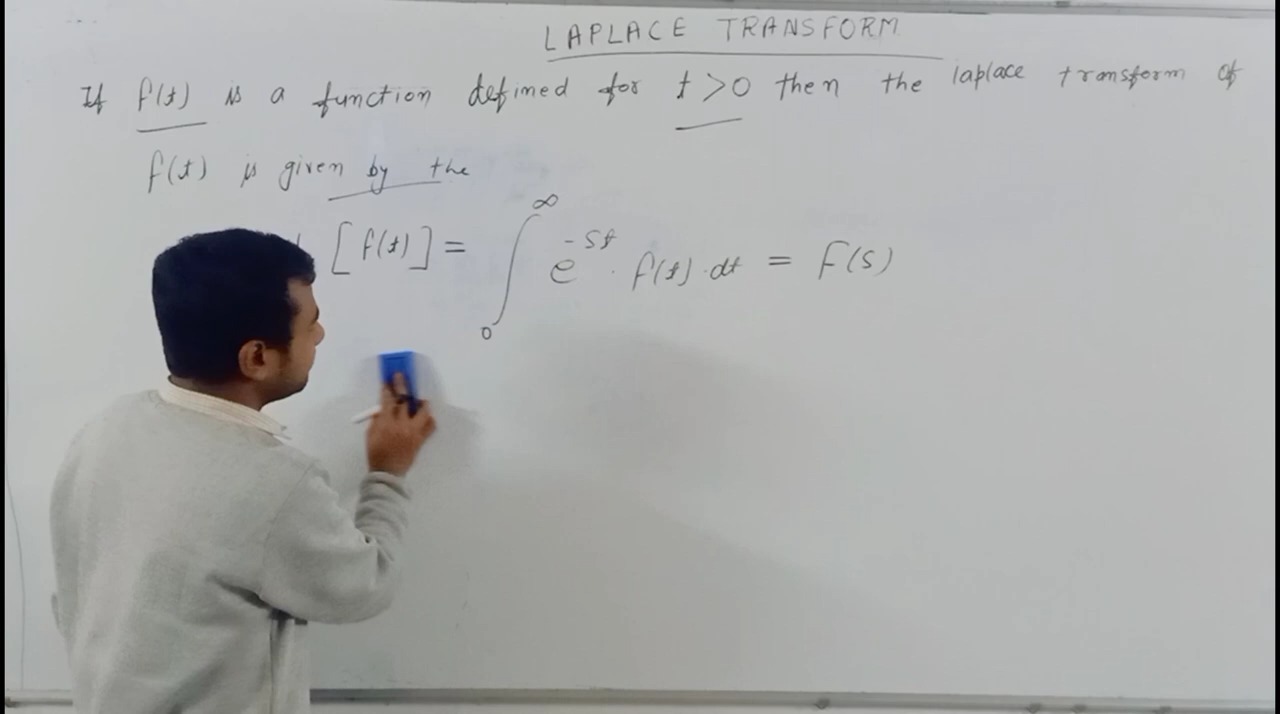 LAPLACE TRANSFORM
If f(t) is a function defined for t > 0 then the laplace transform of
f(t) is given by the
[f(t)] = ∫₀^∞ e^{-st} · f(t) · dt = F(s)